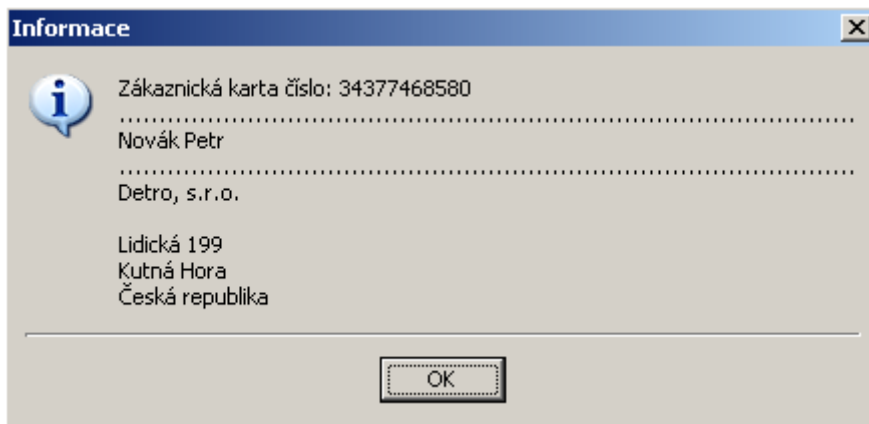 Informace
Zákaznická karta číslo: 34377468580
................................................................................................
Novák Petr
................................................................................................
Detro, s.r.o.
Lidická 199
Kutná Hora
Česká republika
OK